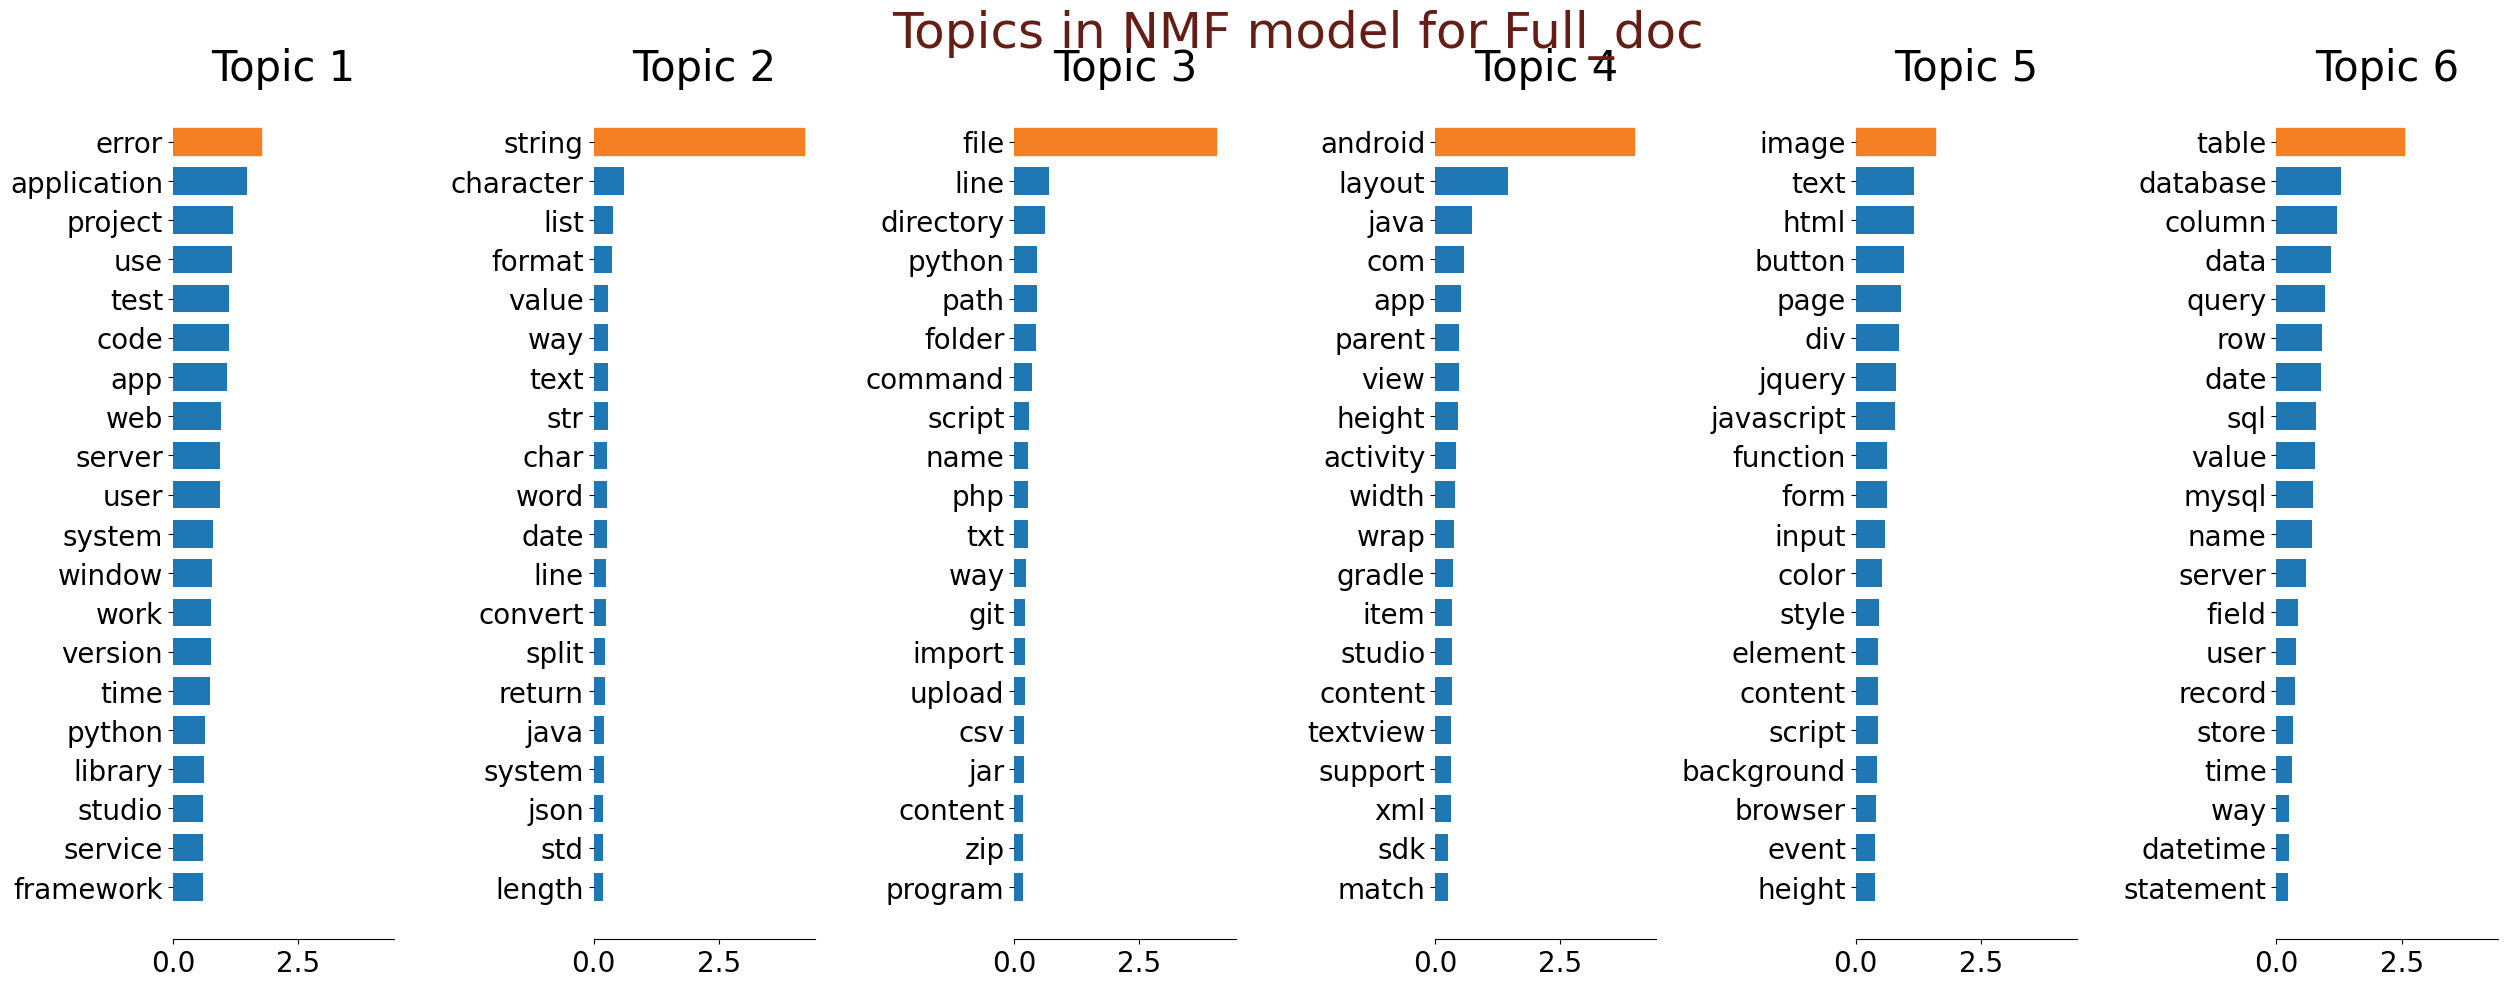 Topics in NMF model for Full_doc
Topic 1
error
application
project
use
test
code
app
web
server
user
system
window
work
version
time
python
library
studio
service
framework
0.0 2.5
Topic 2
string
character
list
format
value
way
text
str
char
word
date
line
convert
split
return
java
system
json
std
length
0.0 2.5
Topic 3
file
line
directory
python
path
folder
command
script
name
php
txt
way
git
import
upload
csv
jar
content
zip
program
0.0 2.5
Topic 4
android
layout
java
com
app
parent
view
height
activity
width
wrap
gradle
item
studio
content
textview
support
xml
sdk
match
0.0 2.5
Topic 5
image
text
html
button
page
div
jquery
javascript
function
form
input
color
style
element
content
script
background
browser
event
height
0.0 2.5
Topic 6
table
database
column
data
query
row
date
sql
value
mysql
name
server
field
user
record
store
time
way
datetime
statement
0.0 2.5